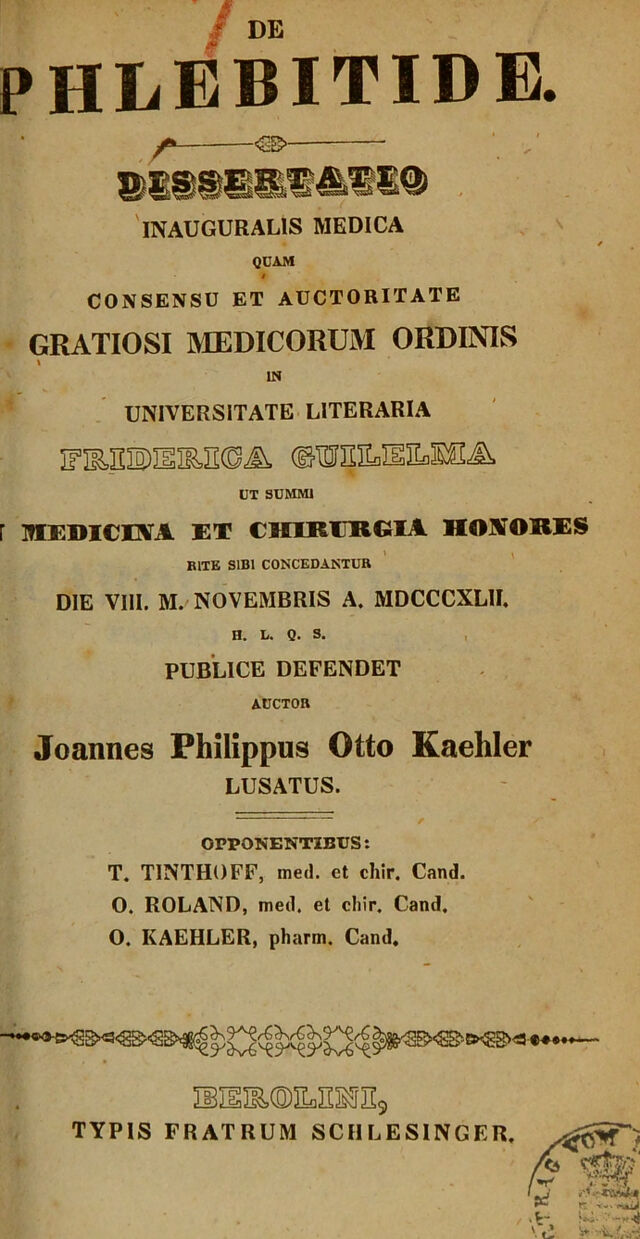 DE
PHLEBITIDE.
DISSERTATIO
INAUGURALIS MEDICA
QUAM
CONSENSU ET AUCTORITATE
GRATIOSI MEDICORUM ORDINIS
IN
UNIVERSITATE LITERARIA
FRIDERICA GUILELMA
UT SUMMI
MEDICINA ET CHIRURGIA HONORES
RITE SIBI CONCEDANTUR
DIE VIII. M. NOVEMBRIS A. MDCCCXLII.
H. L. Q. S.
PUBLICE DEFENDET
AUCTOR
Joannes Philippus Otto Kaehler
LUSATUS.
OPPONENTIBUS:
T. TINTHOFF, med. et chir. Cand.
O. ROLAND, med. et chir. Cand.
O. KAEHLER, pharm. Cand.
BEROLINI,
TYPIS FRATRUM SCHLESINGER.